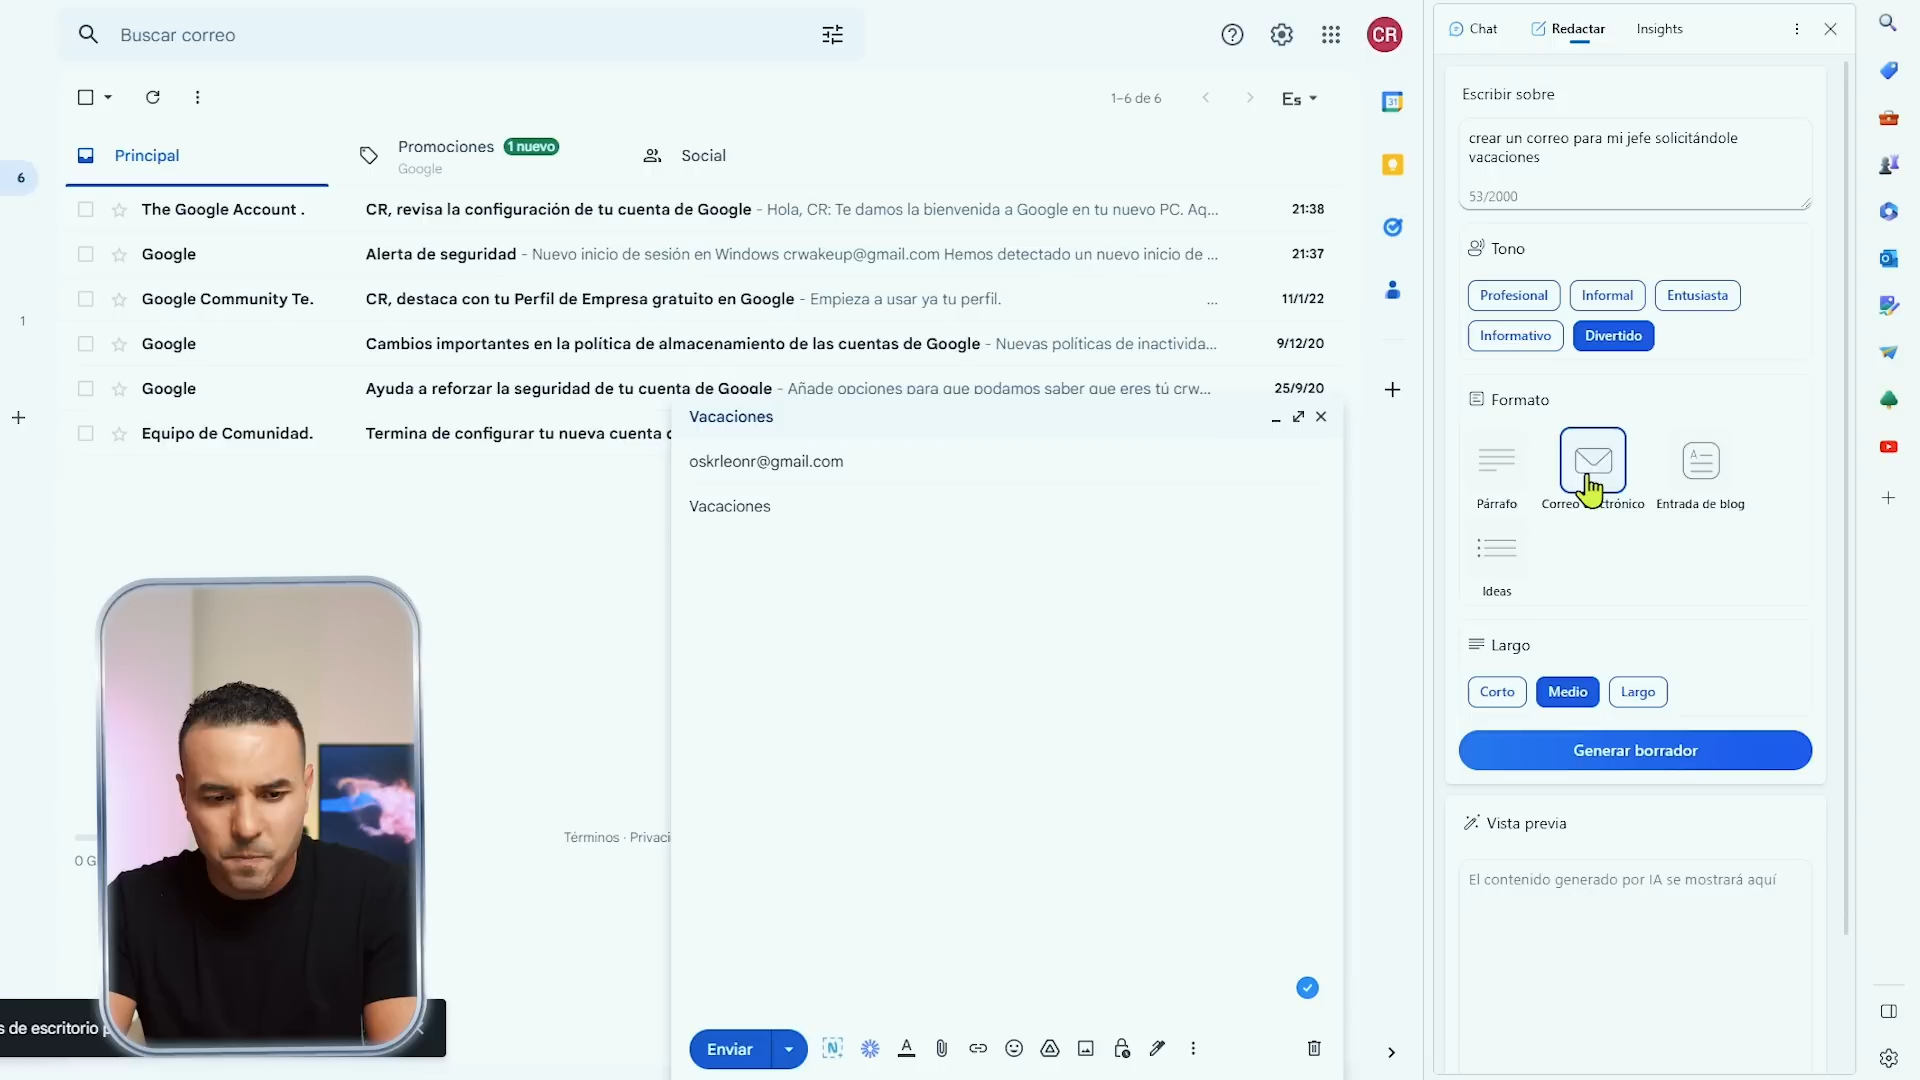 Buscar correo
CR
1–6 de 6
Es
Principal
Promociones 1 nuevo
Google
Social
6
1
The Google Account . CR, revisa la configuración de tu cuenta de Google - Hola, CR: Te damos la bienvenida a Google en tu nuevo PC. Aq... 21:38
Google Alerta de seguridad - Nuevo inicio de sesión en Windows crwakeup@gmail.com Hemos detectado un nuevo inicio de ... 21:37
Google Community Te. CR, destaca con tu Perfil de Empresa gratuito en Google - Empieza a usar ya tu perfil. ... 11/1/22
Google Cambios importantes en la política de almacenamiento de las cuentas de Google - Nuevas políticas de inactivida... 9/12/20
Google Ayuda a reforzar la seguridad de tu cuenta de Google - Añade opciones para que podamos saber que eres tú crw... 25/9/20
Equipo de Comunidad. Termina de configurar tu nueva cuenta
Vacaciones
oskrleonr@gmail.com
Vacaciones
Términos · Privaci
0 G
s de escritorio
Enviar
31
Chat
Redactar
Insights
Escribir sobre
crear un correo para mi jefe solicitándole
vacaciones
53/2000
Tono
Profesional
Informal
Entusiasta
Informativo
Divertido
Formato
Párrafo
Correo electrónico
Entrada de blog
Ideas
Largo
Corto
Medio
Largo
Generar borrador
Vista previa
El contenido generado por IA se mostrará aquí